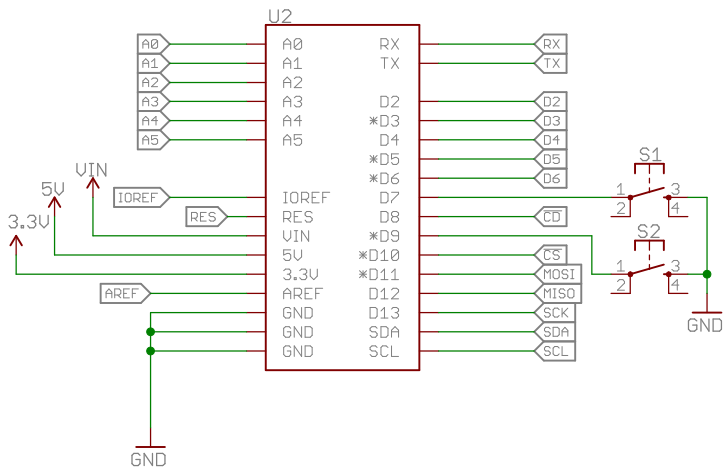 U2
A0 A0 RX RX
A1 A1 TX TX
A2 A2
A3 A3 D2 D2
A4 A4 *D3 D3
A5 A5 D4 D4
*D5 D5
*D6 D6
S1
1 3
2 4
VIN
5V
3.3V
IOREF IOREF D7
RES RES D8 CD
VIN *D9
5V *D10 CS
3.3V *D11 MOSI
AREF AREF D12 MISO
GND D13 SCK
GND SDA SDA
GND SCL SCL
S2
1 3
2 4
GND
GND